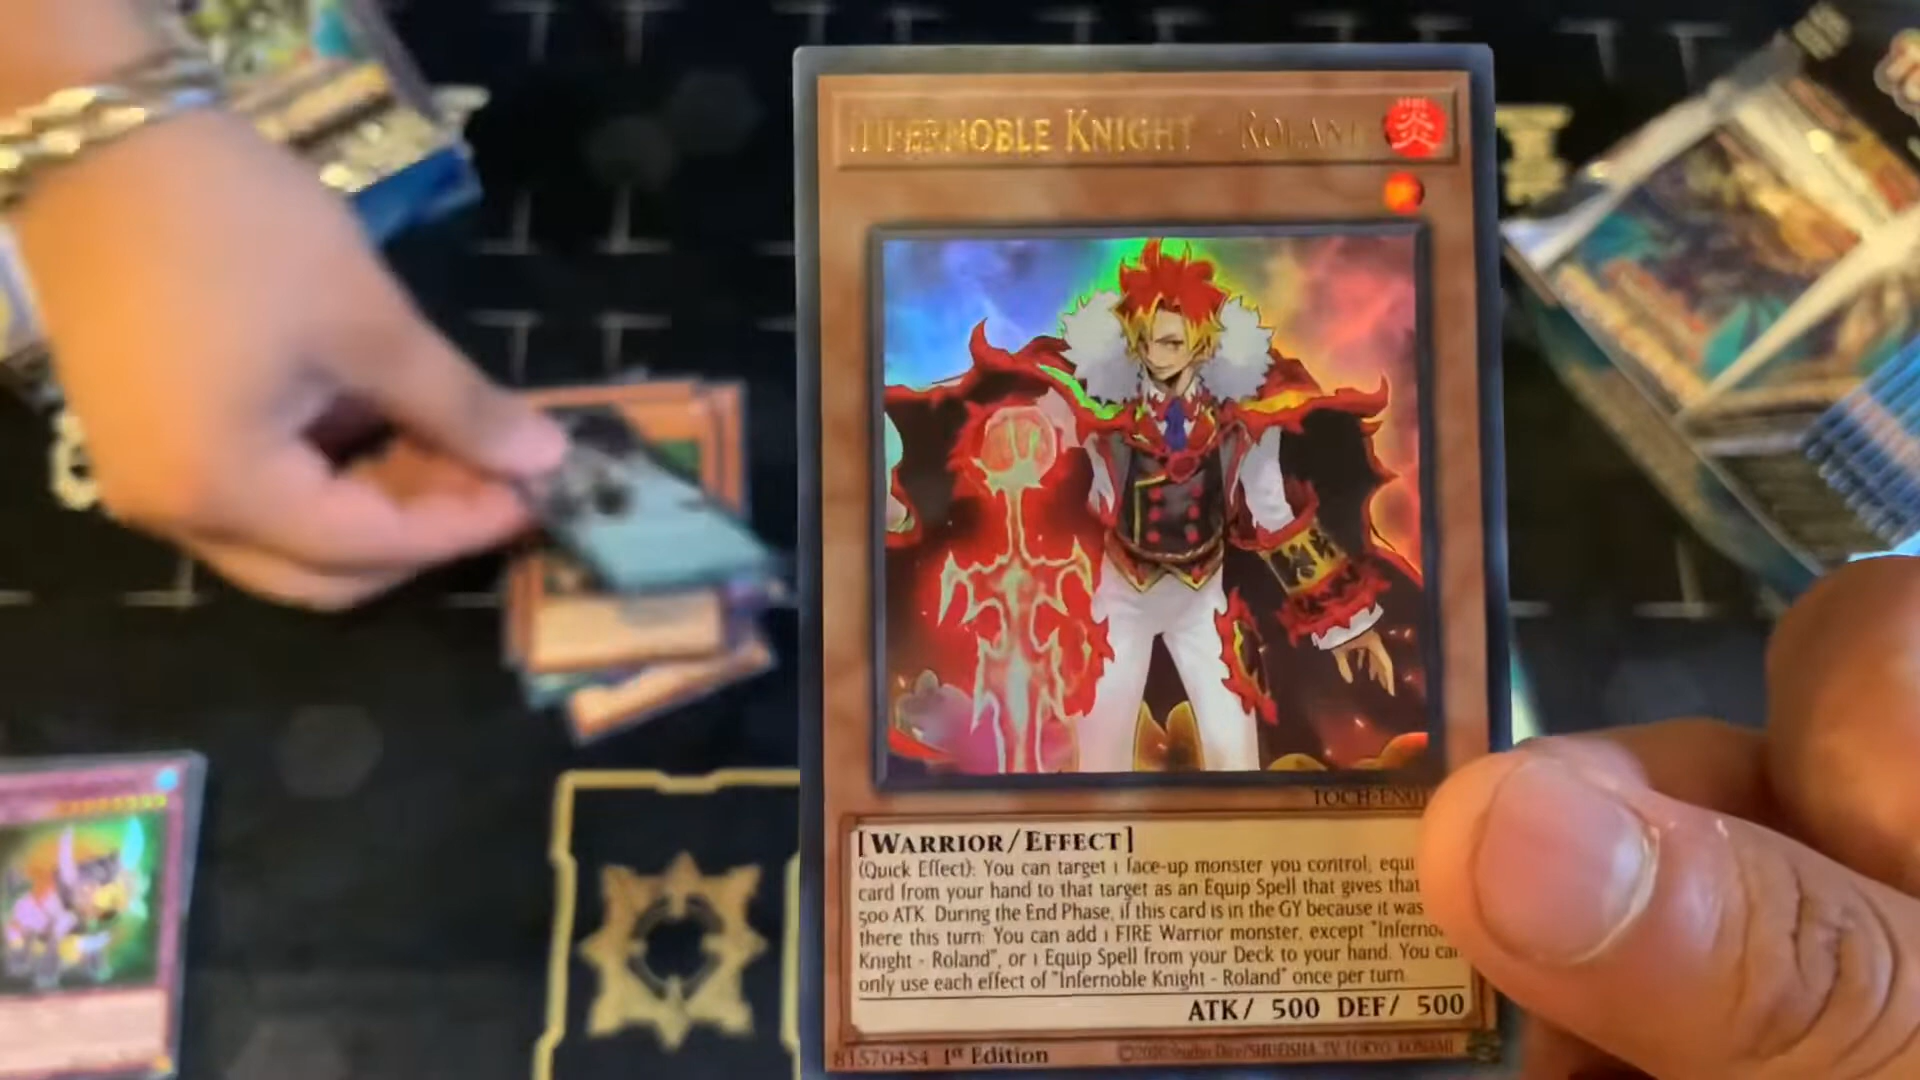 Infernoble Knight - Roland
炎
TOCH-EN01
[Warrior/Effect]
(Quick Effect): You can target 1 face-up monster you control; equi
card from your hand to that target as an Equip Spell that gives that
500 ATK. During the End Phase, if this card is in the GY because it was
there this turn: You can add 1 FIRE Warrior monster, except "Inferno
Knight - Roland", or 1 Equip Spell from your Deck to your hand. You can
only use each effect of "Infernoble Knight - Roland" once per turn.
ATK/ 500 DEF/ 500
81570454 1st Edition
©2020 Studio Dice/SHUEISHA, TV TOKYO, KONAMI